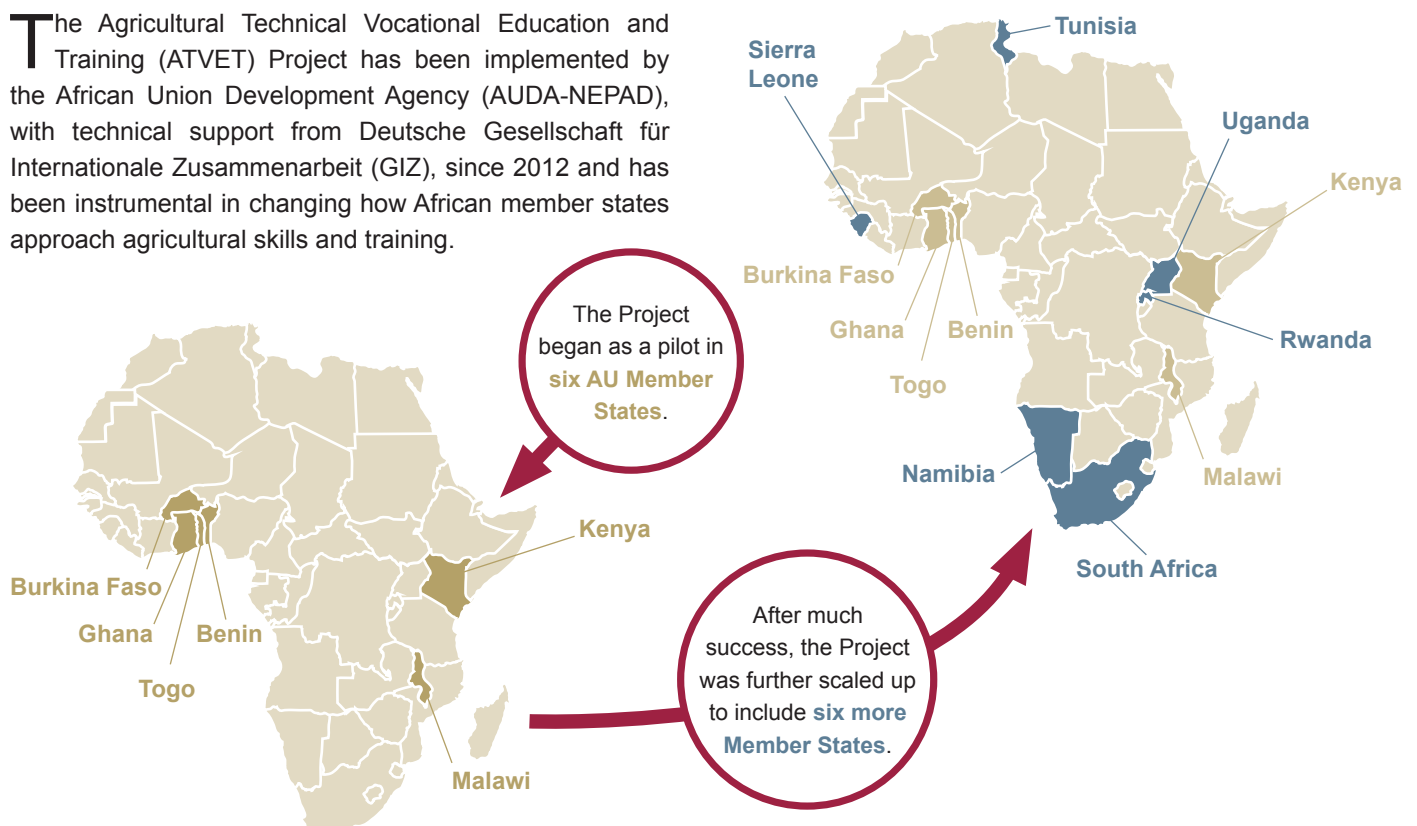 The Agricultural Technical Vocational Education and
Training (ATVET) Project has been implemented by
the African Union Development Agency (AUDA-NEPAD),
with technical support from Deutsche Gesellschaft für
Internationale Zusammenarbeit (GIZ), since 2012 and has
been instrumental in changing how African member states
approach agricultural skills and training.
The Project
began as a pilot in
six AU Member
States.
Burkina Faso
Ghana
Benin
Togo
Kenya
Malawi
After much
success, the Project
was further scaled up
to include six more
Member States.
Tunisia
Sierra
Leone
Uganda
Kenya
Burkina Faso
Ghana
Benin
Rwanda
Togo
Namibia
Malawi
South Africa